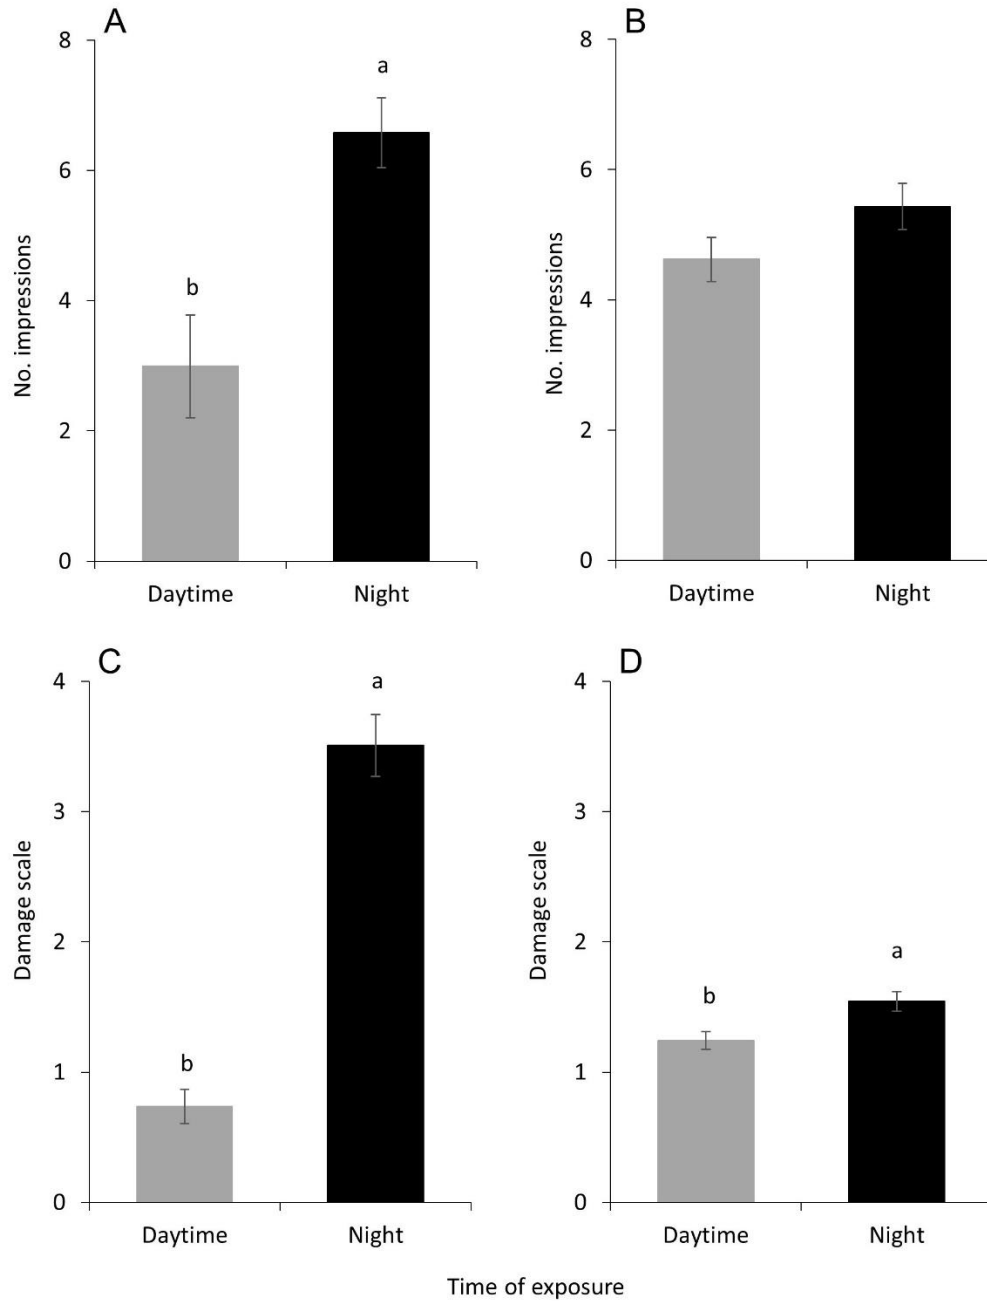 A
8
6
4
2
0
No. impressions
b
a
Daytime Night
B
8
6
4
2
0
No. impressions
Daytime Night
C
4
3
2
1
0
Damage scale
b
a
Daytime Night
D
4
3
2
1
0
Damage scale
b
a
Daytime Night
Time of exposure